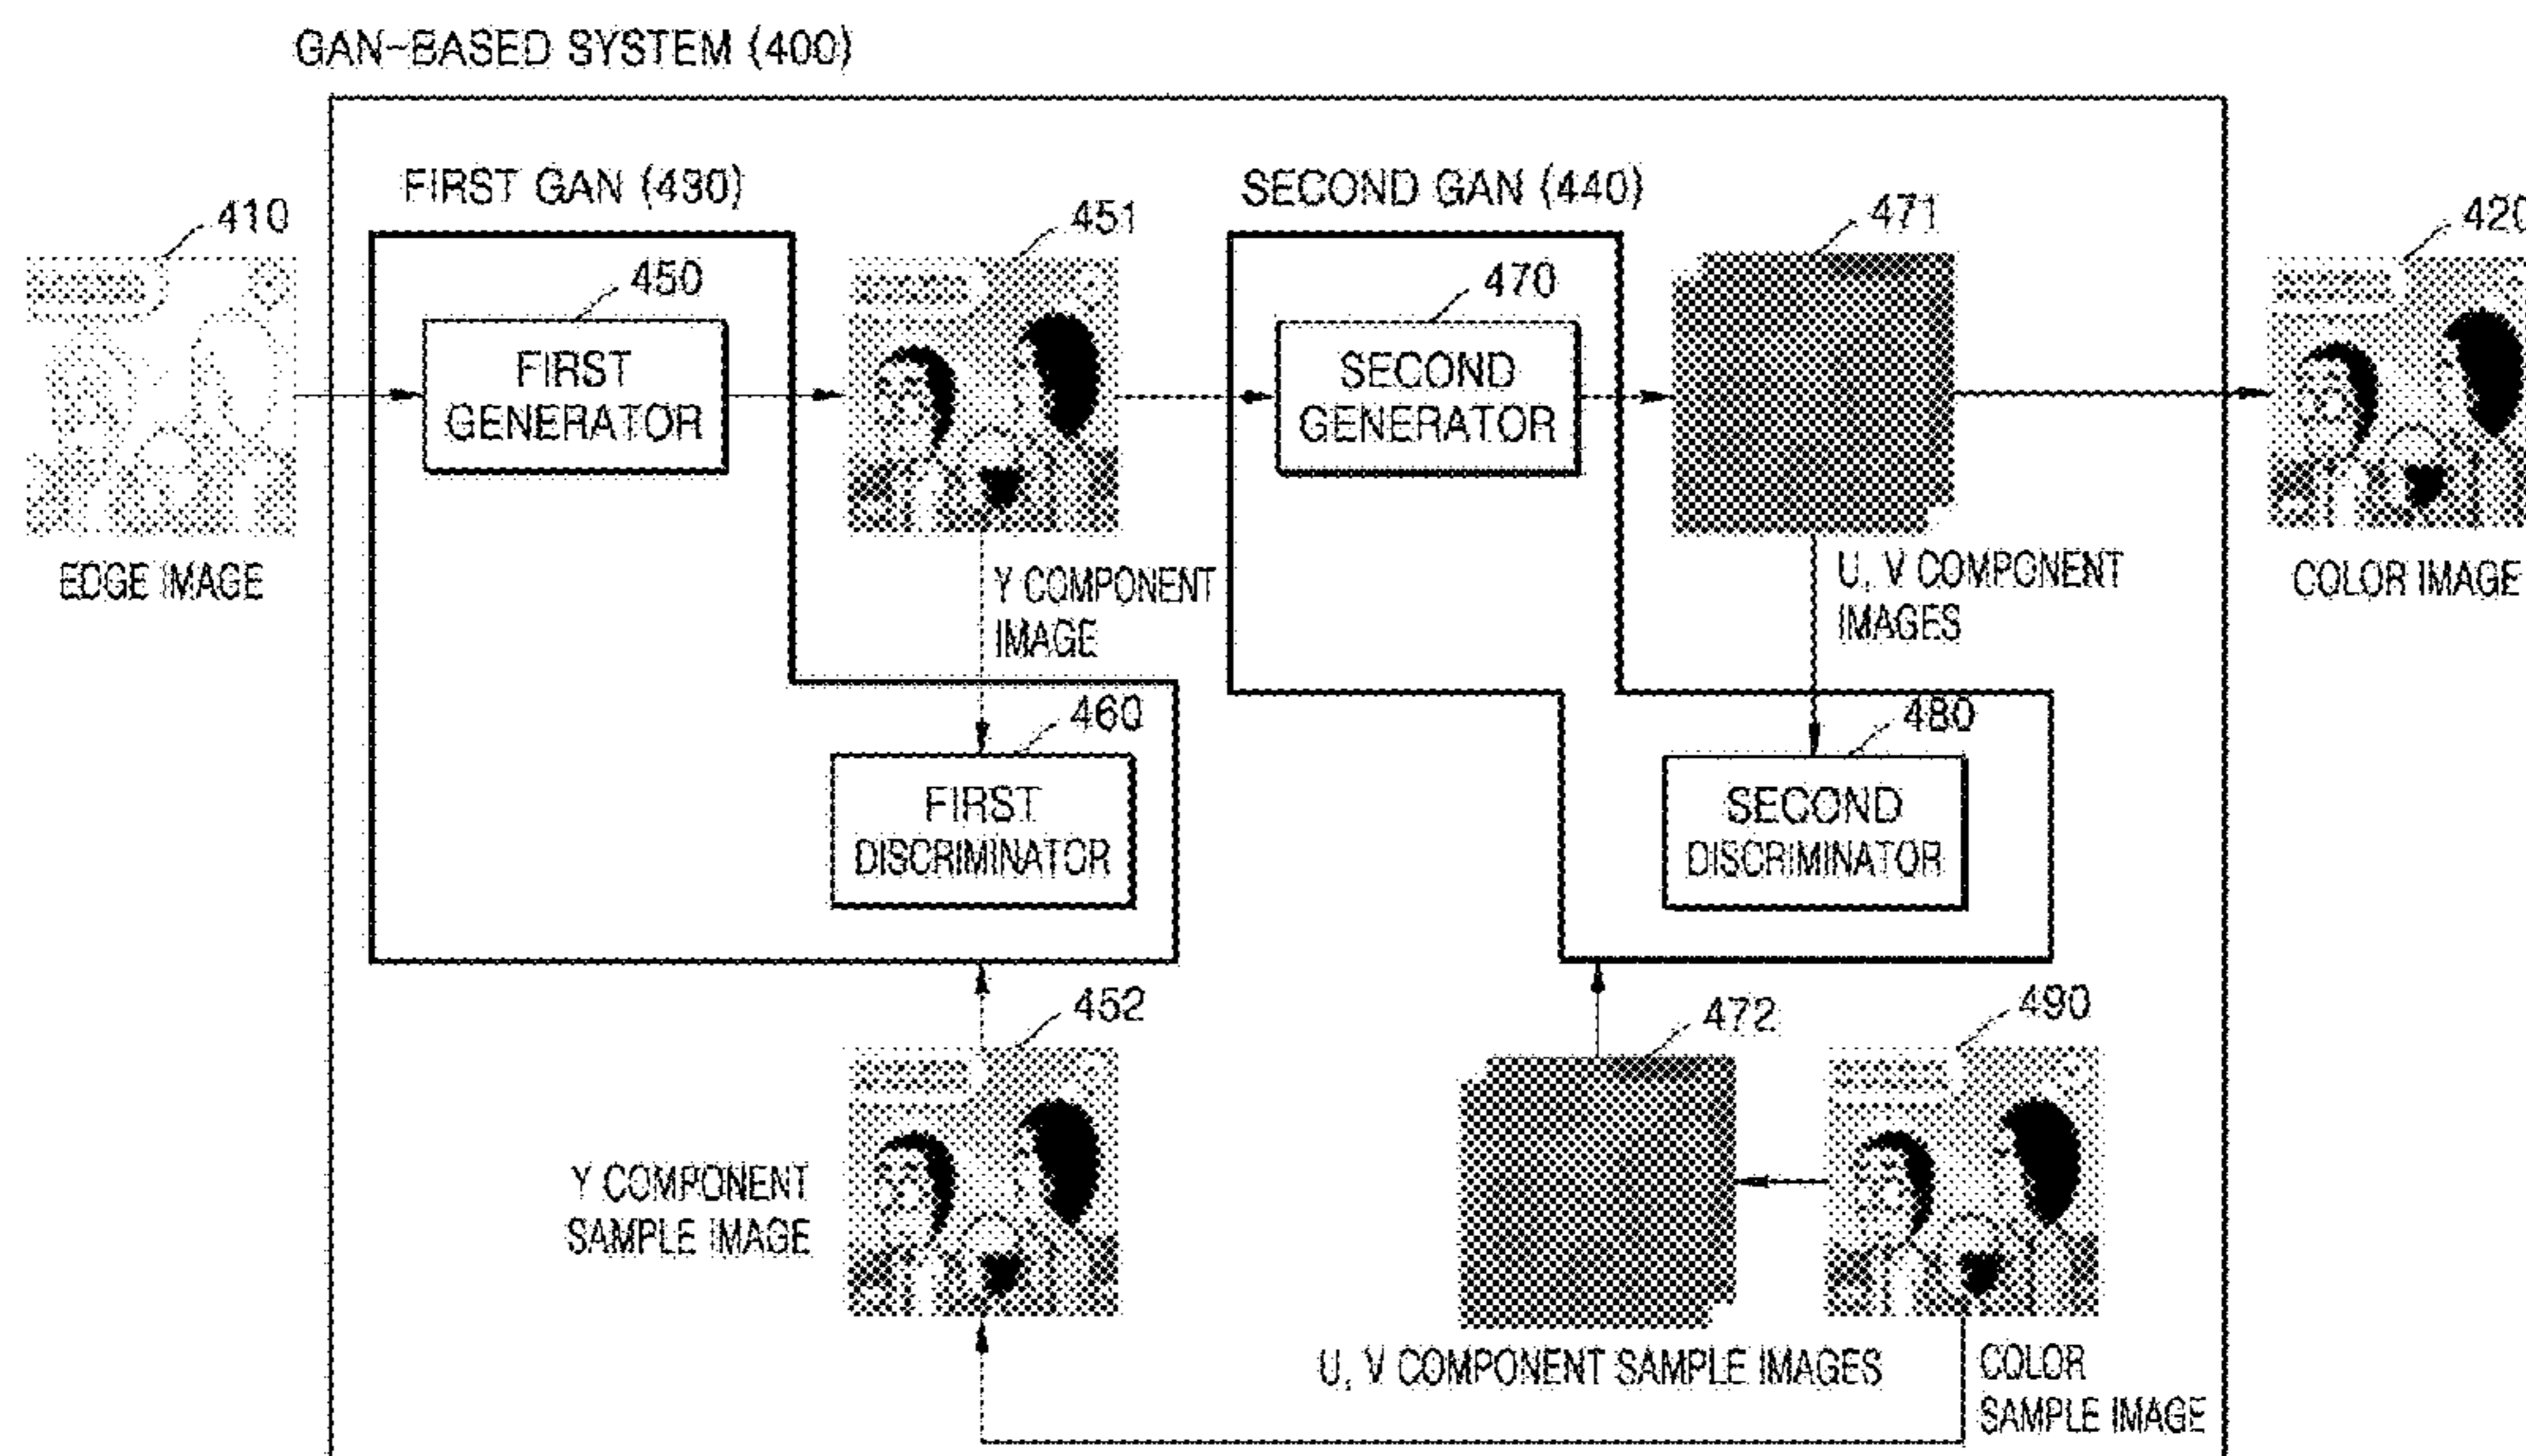 GAN-BASED SYSTEM (400)
FIRST GAN (430)
SECOND GAN (440)
410
451
471
420
450
470
FIRST
GENERATOR
SECOND
GENERATOR
EDGE IMAGE
Y COMPONENT
IMAGE
U, V COMPONENT
IMAGES
COLOR IMAGE
460
480
FIRST
DISCRIMINATOR
SECOND
DISCRIMINATOR
452
472
490
Y COMPONENT
SAMPLE IMAGE
U, V COMPONENT SAMPLE IMAGES
COLOR
SAMPLE IMAGE